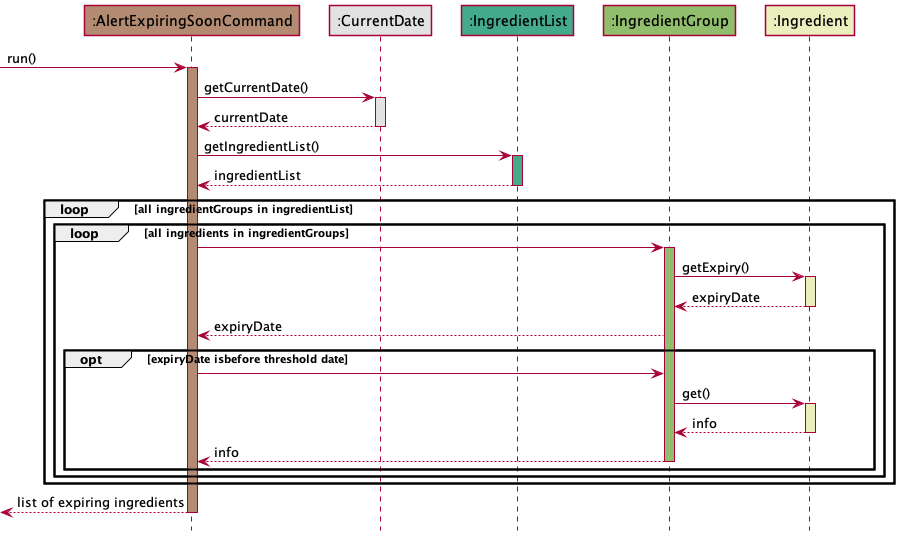 :AlertExpiringSoonCommand :CurrentDate :IngredientList :IngredientGroup :Ingredient
run()
getCurrentDate()
currentDate
getIngredientList()
ingredientList
loop [all ingredientGroups in ingredientList]
loop [all ingredients in ingredientGroups]
getExpiry()
expiryDate
expiryDate
opt [expiryDate isbefore threshold date]
get()
info
info
list of expiring ingredients